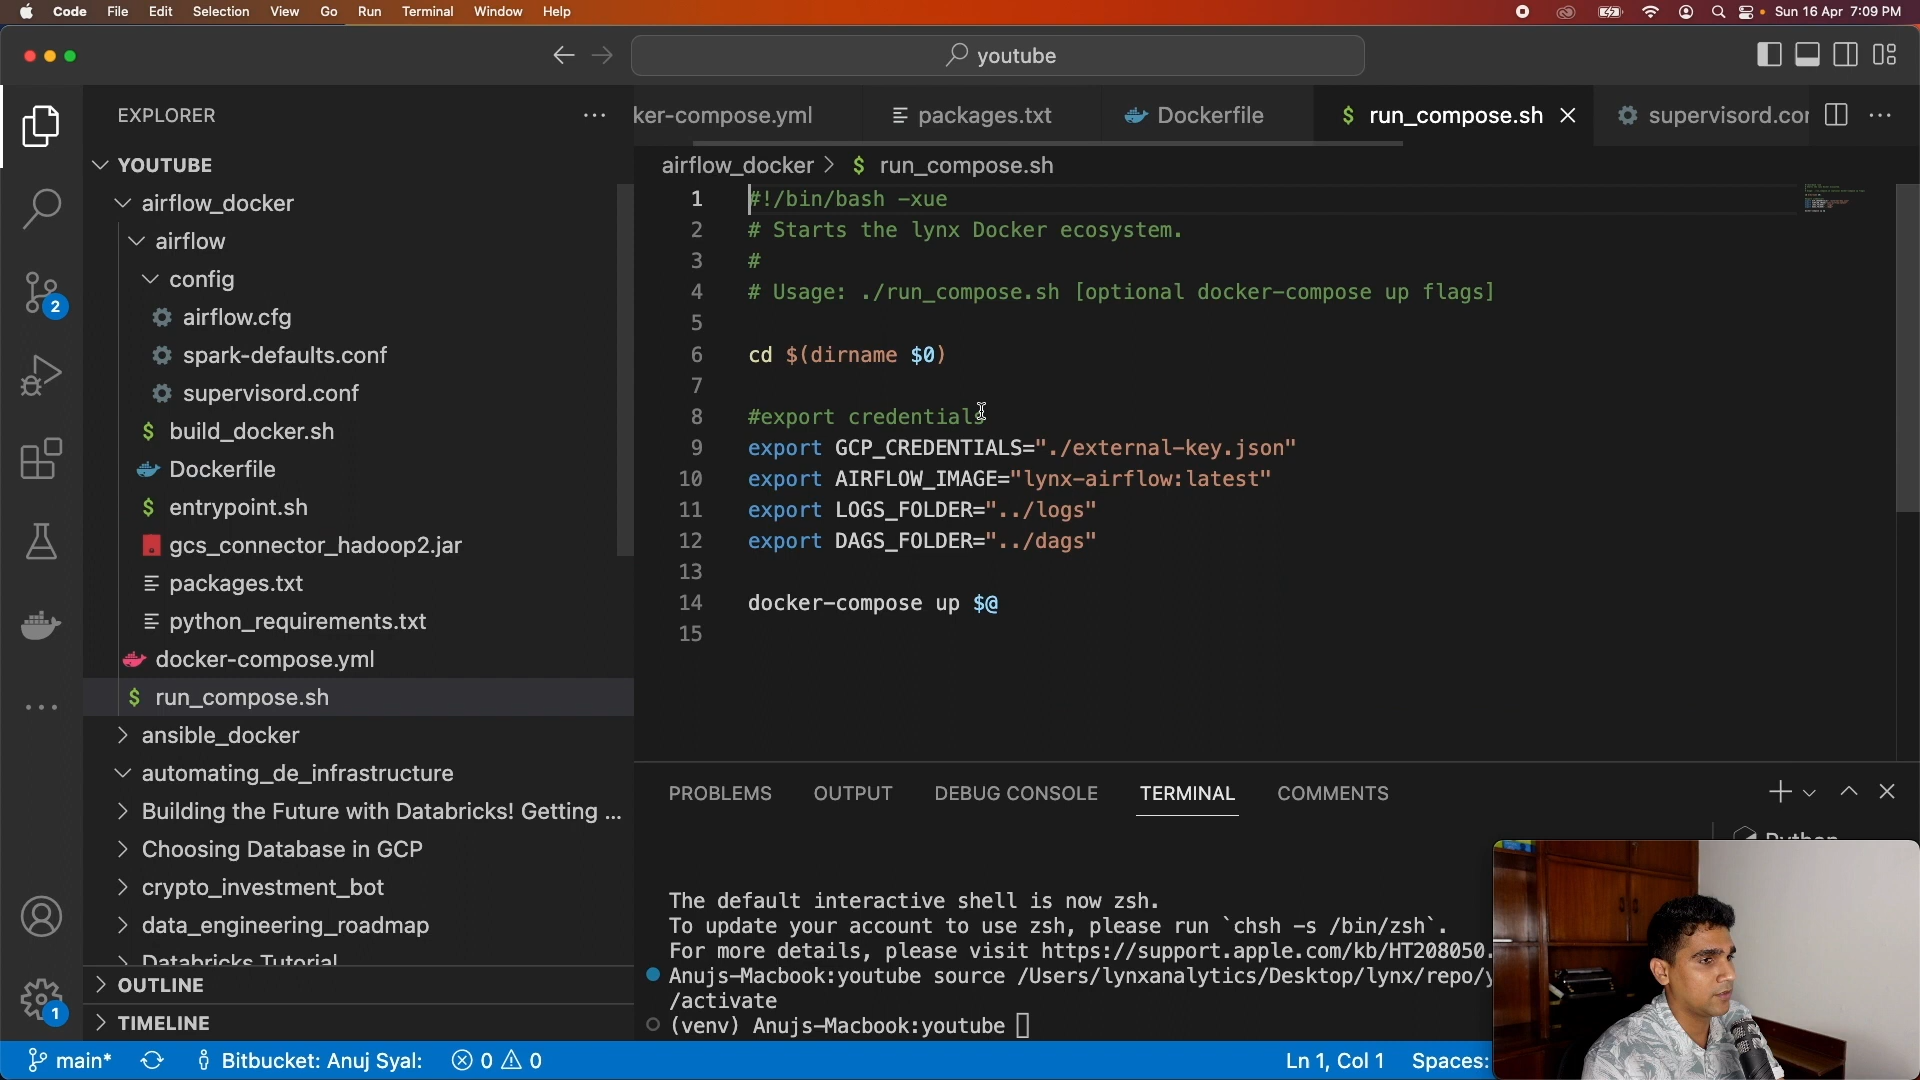 Code File Edit Selection View Go Run Terminal Window Help Sun 16 Apr 7:09 PM
youtube
EXPLORER
YOUTUBE
airflow_docker
airflow
config
airflow.cfg
spark-defaults.conf
supervisord.conf
build_docker.sh
Dockerfile
entrypoint.sh
gcs_connector_hadoop2.jar
packages.txt
python_requirements.txt
docker-compose.yml
run_compose.sh
ansible_docker
automating_de_infrastructure
Building the Future with Databricks! Getting ...
Choosing Database in GCP
crypto_investment_bot
data_engineering_roadmap
Databricks Tutorial
OUTLINE
TIMELINE
2
1
ker-compose.yml packages.txt Dockerfile $ run_compose.sh supervisord.cor
airflow_docker > $ run_compose.sh
1 #!/bin/bash -xue
2 # Starts the lynx Docker ecosystem.
3 #
4 # Usage: ./run_compose.sh [optional docker-compose up flags]
5
6 cd $(dirname $0)
7
8 #export credentials
9 export GCP_CREDENTIALS="./external-key.json"
10 export AIRFLOW_IMAGE="lynx-airflow:latest"
11 export LOGS_FOLDER="../logs"
12 export DAGS_FOLDER="../dags"
13
14 docker-compose up $@
15
PROBLEMS OUTPUT DEBUG CONSOLE TERMINAL COMMENTS
Python
The default interactive shell is now zsh.
To update your account to use zsh, please run `chsh -s /bin/zsh`.
For more details, please visit https://support.apple.com/kb/HT208050.
Anujs-Macbook:youtube source /Users/lynxanalytics/Desktop/lynx/repo/y
/activate
(venv) Anujs-Macbook:youtube
main* Bitbucket: Anuj Syal: 0 0 Ln 1, Col 1 Spaces: